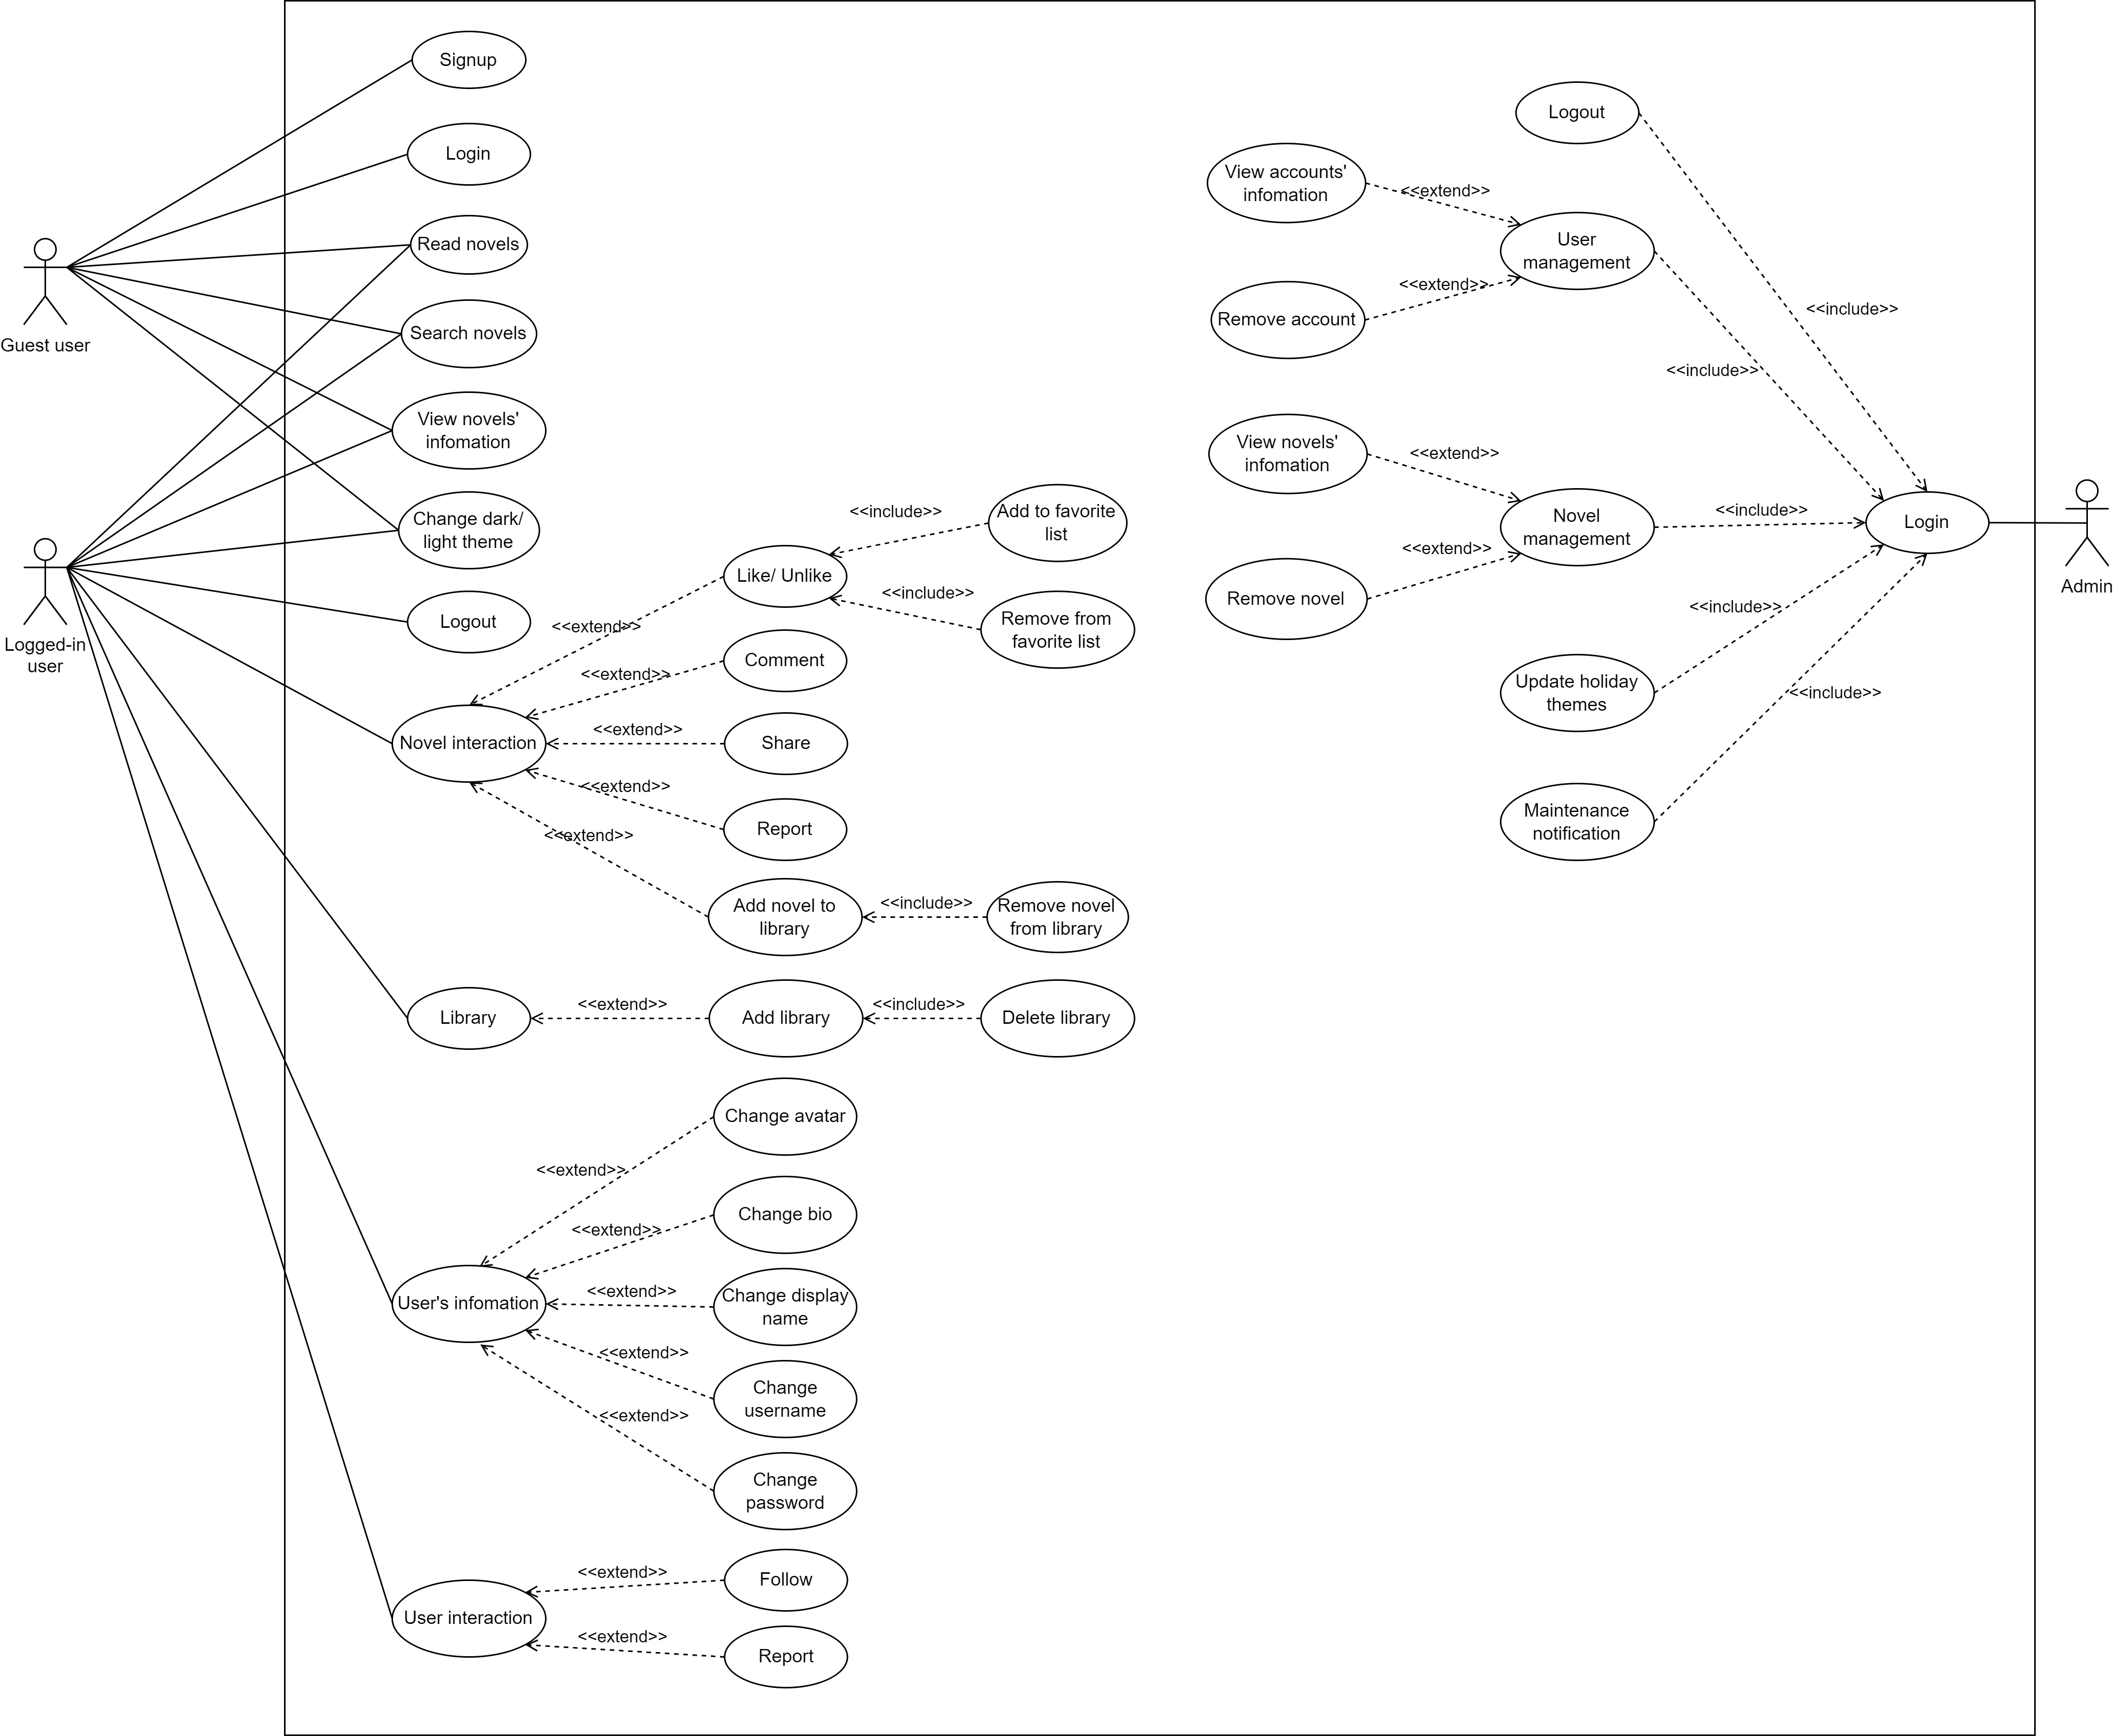 Signup
Login
Read novels
Search novels
View novels'
infomation
Change dark/
light theme
Logout
Guest user
Logged-in
user
Novel interaction
<<extend>>
<<extend>>
<<extend>>
<<extend>>
<<extend>>
Like/ Unlike
Comment
Share
Report
Add novel to
library
<<include>>
<<include>>
<<include>>
Add to favorite
list
Remove from
favorite list
Remove novel
from library
Library
<<extend>>
Add library
<<include>>
Delete library
User's infomation
<<extend>>
<<extend>>
<<extend>>
<<extend>>
<<extend>>
Change avatar
Change bio
Change display
name
Change
username
Change
password
User interaction
<<extend>>
<<extend>>
Follow
Report
Logout
View accounts'
infomation
<<extend>>
User
management
Remove account
<<extend>>
<<include>>
<<include>>
View novels'
infomation
<<extend>>
Novel
management
<<include>>
Remove novel
<<extend>>
Login
Admin
Update holiday
themes
<<include>>
Maintenance
notification
<<include>>